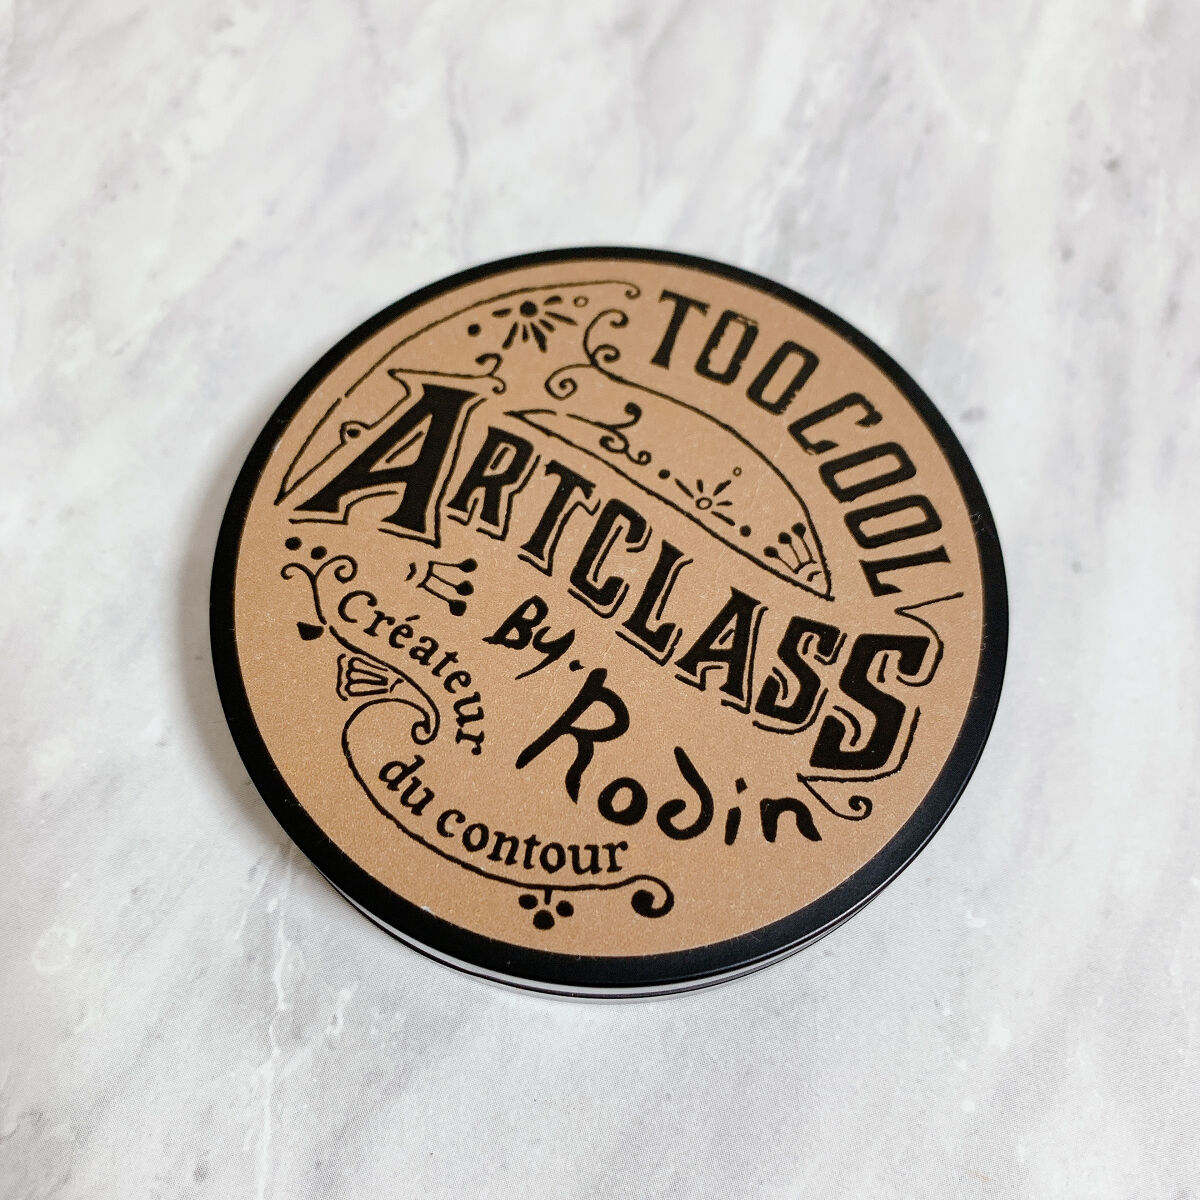 TOO COOL
ARTCLASS
By. Rodin
Créateur
du contour